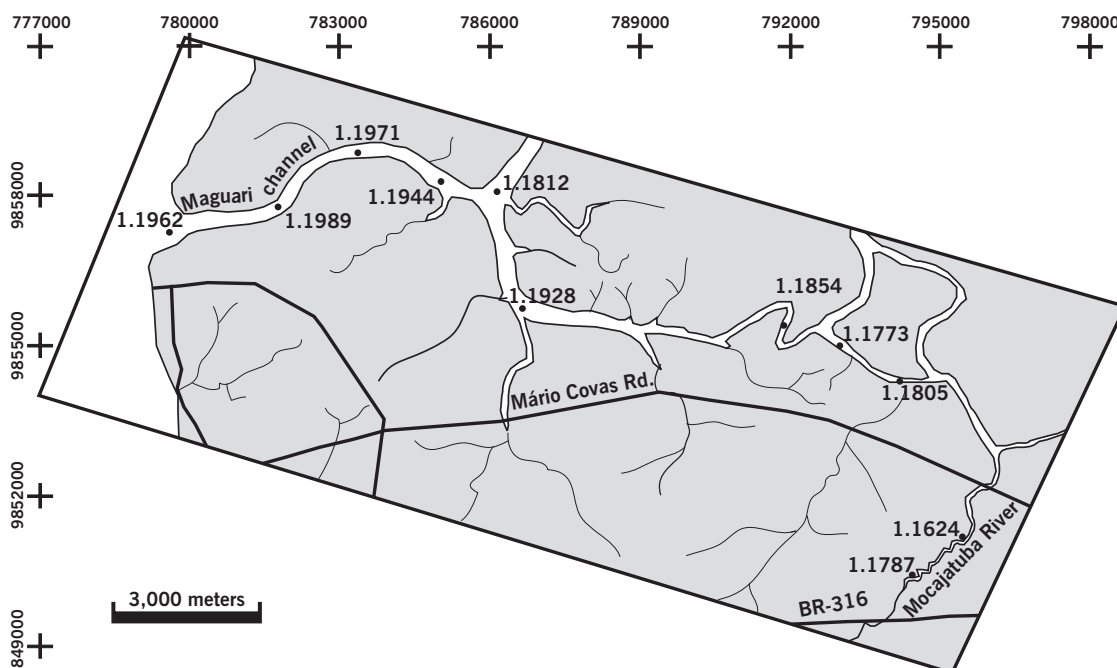 7777000 780000 783000 786000 789000 792000 795000 798000
9858000
9855000
9852000
849000
1.1971
Maguari channel
1.1944
1.1812
1.1962
1.1989
1.1928
1.1854
1.1773
1.1805
Mário Covas Rd.
1.1624
1.1787
Mocajatuba River
BR-316
3,000 meters